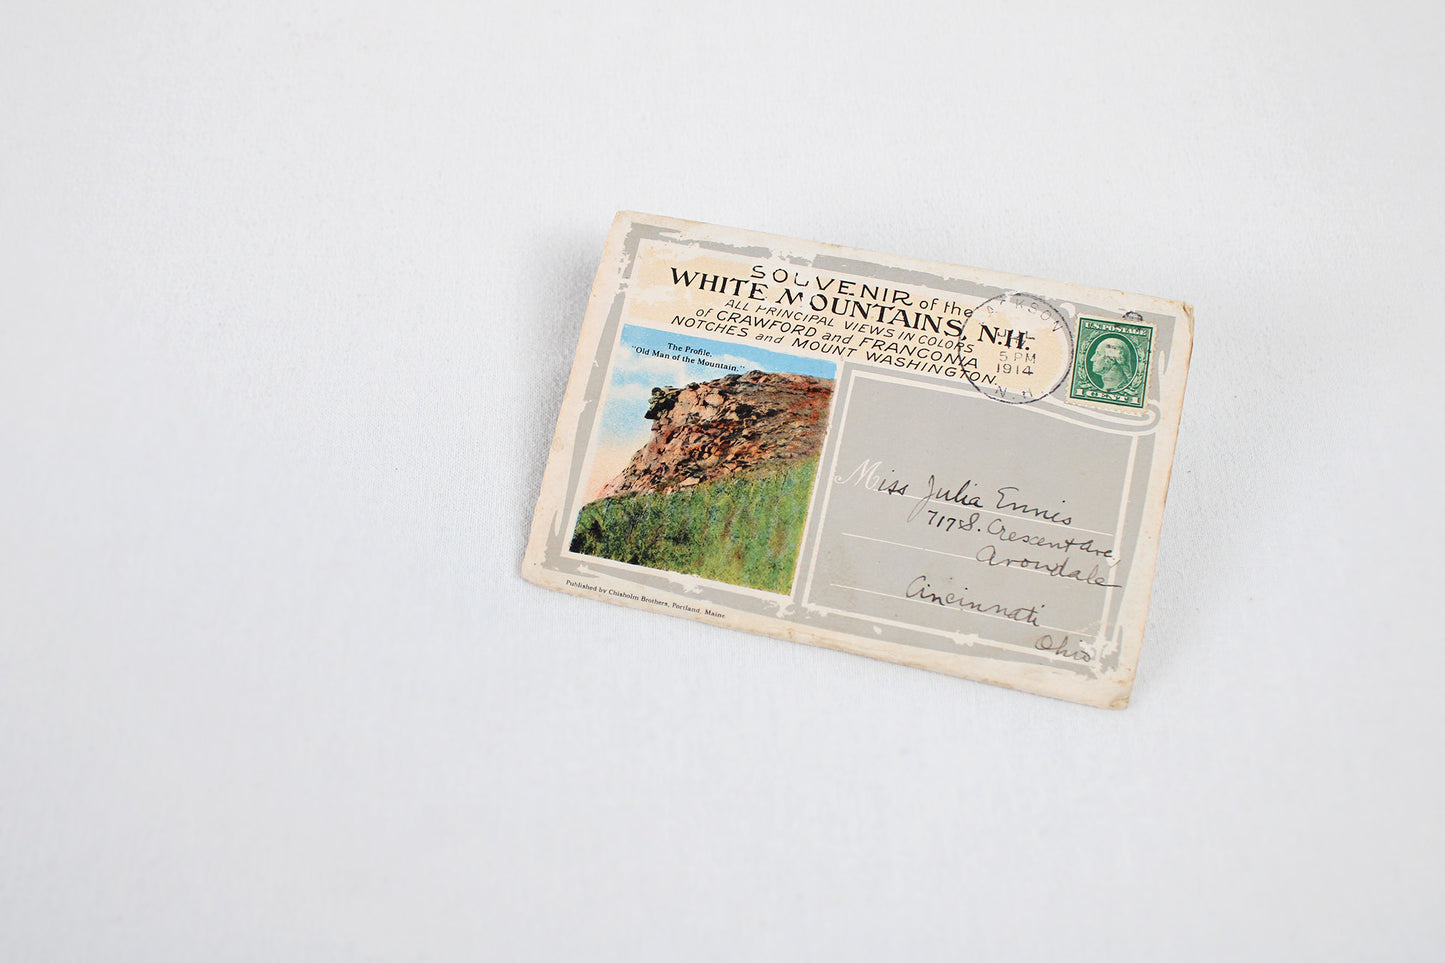 SOUVENIR of the
WHITE MOUNTAINS, N.H.
ALL PRINCIPAL VIEWS IN COLORS
of CRAWFORD and FRANCONIA
NOTCHES and MOUNT WASHINGTON.
JACKSON
5 PM
1914
N.H.
U.S. POSTAGE
1 CENT 1
The Profile,
"Old Man of the Mountain."
Miss Julia Ennis
717 S. Crescent Ave,
Avondale
Cincinnati
Ohio
Published by Chisholm Brothers, Portland, Maine